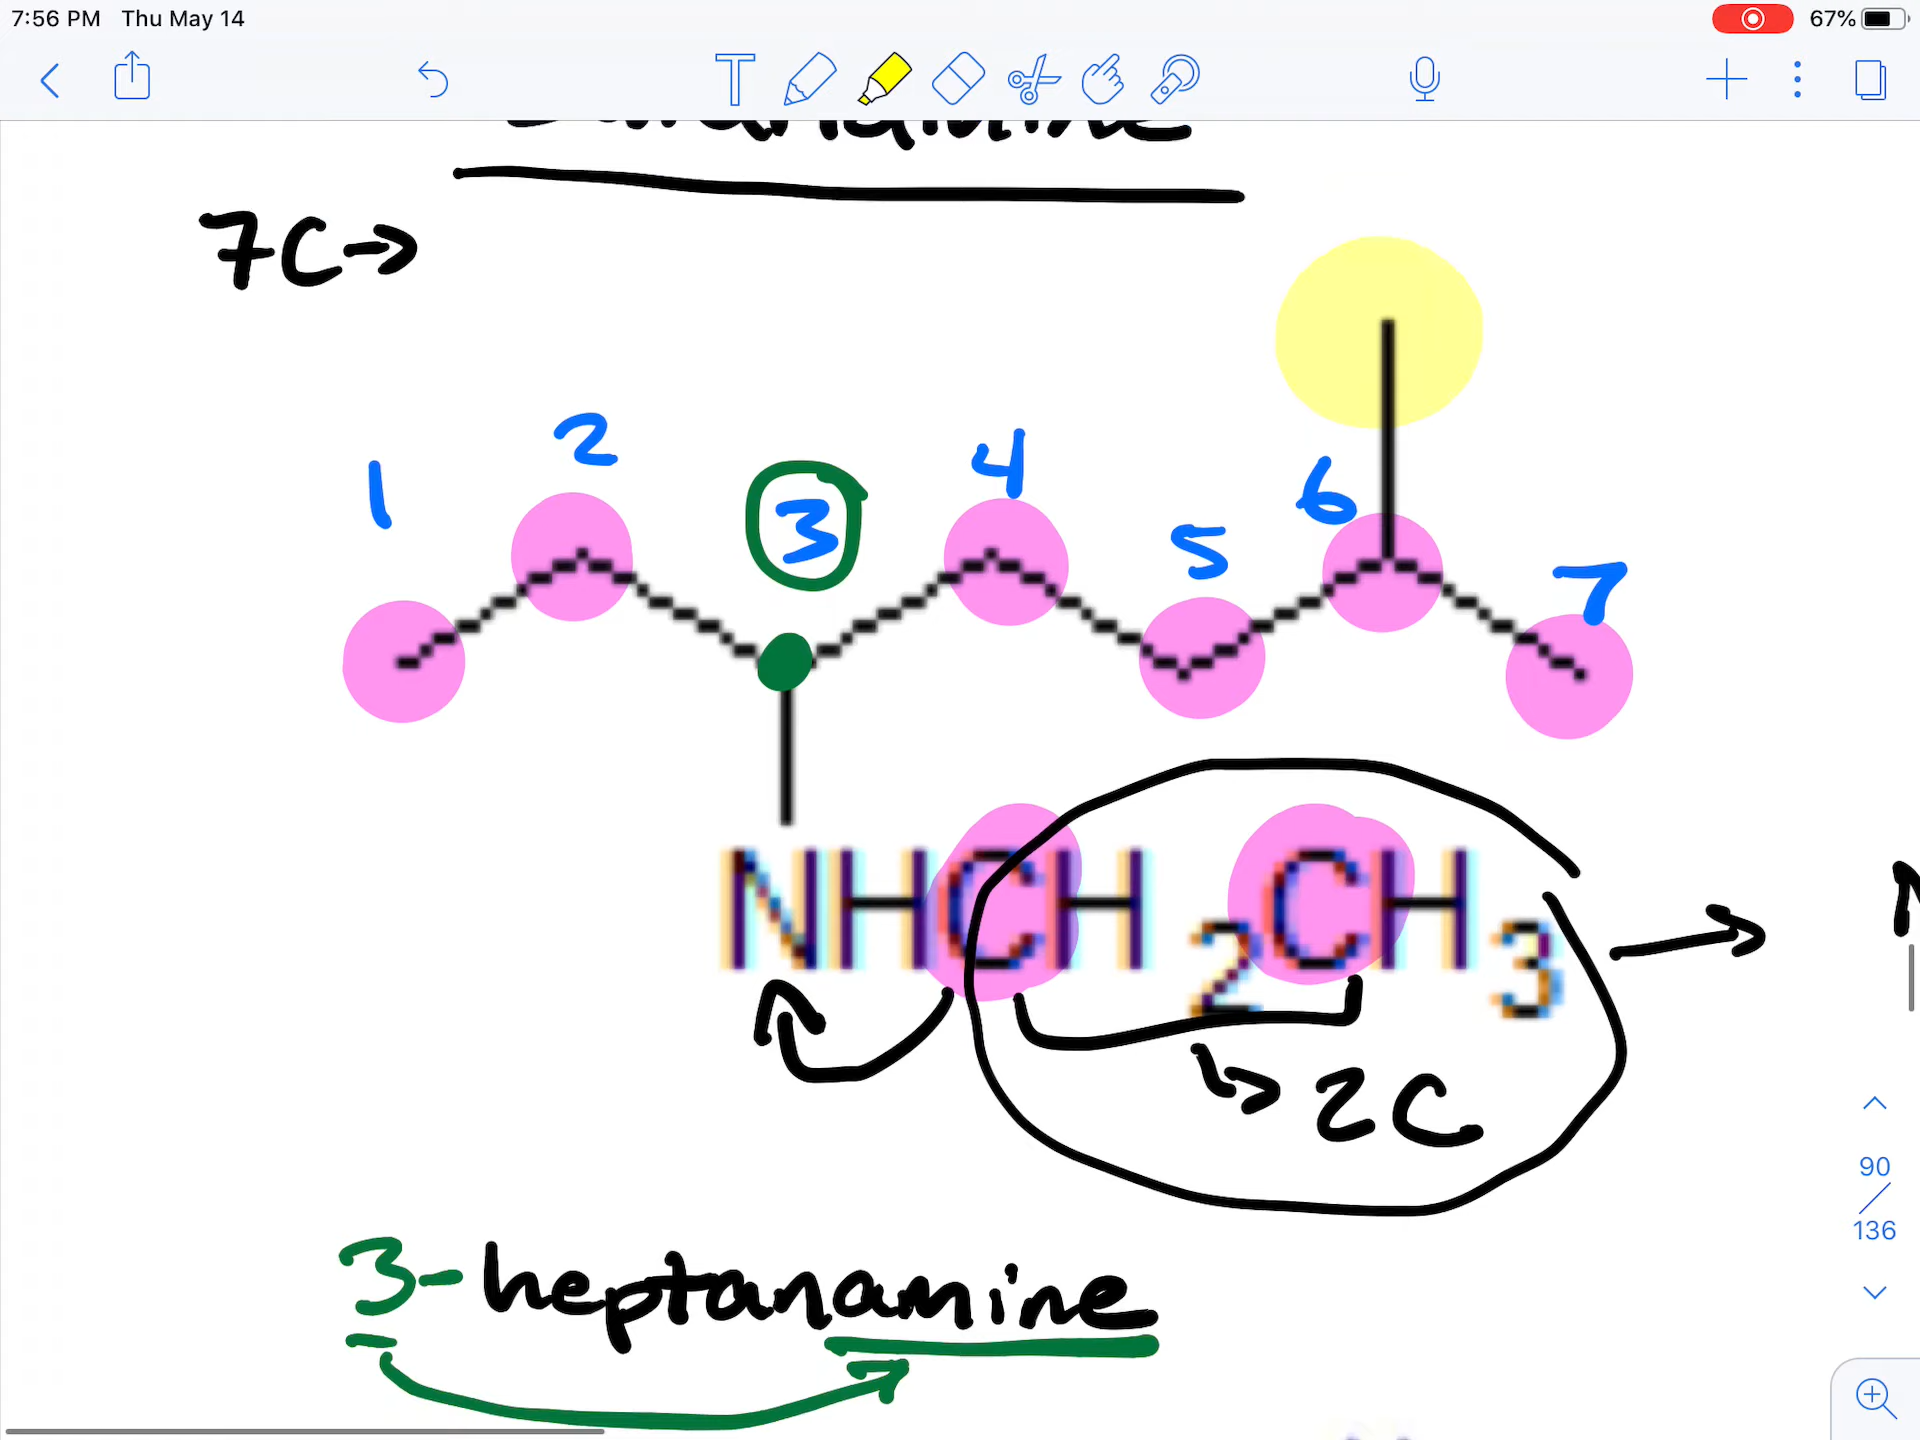 7:56 PM Thu May 14
67%
T
7C→
1 2 3 4 5 6 7
NHCH2CH3
2C
90
136
3-heptanamine